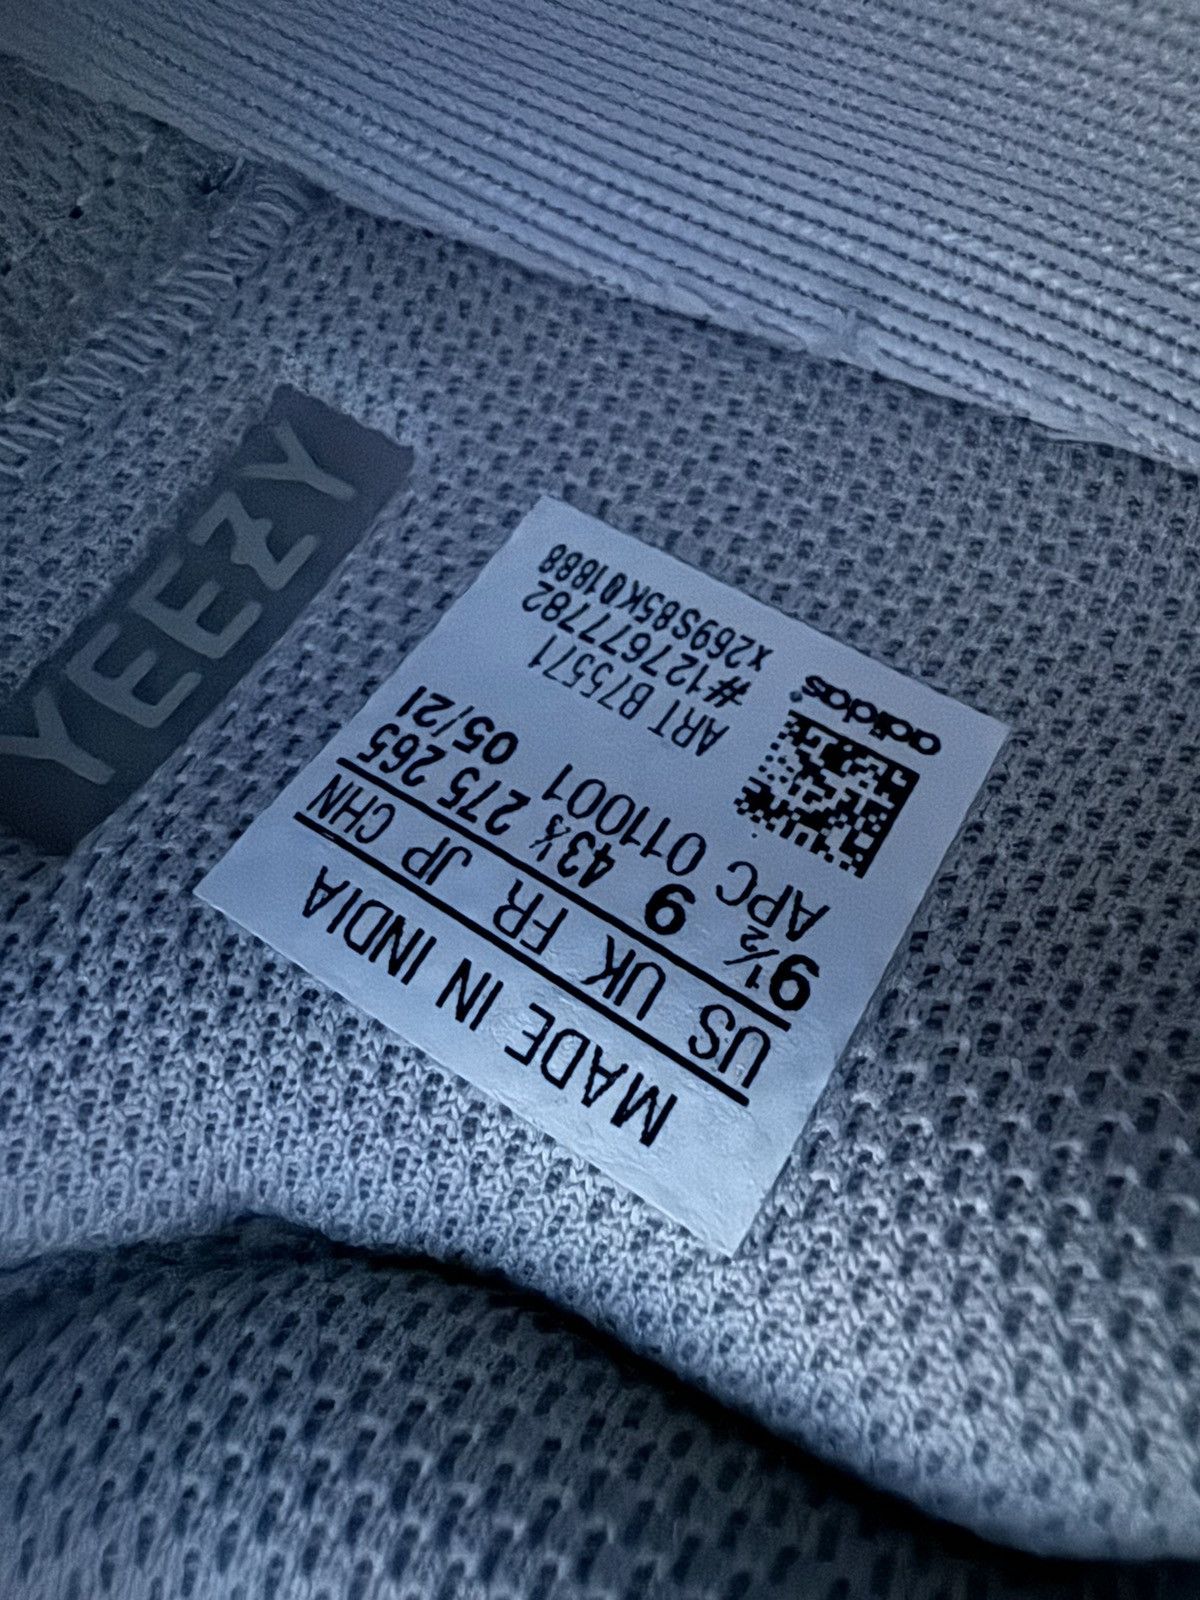 YEEZY
MADE IN INDIA
US UK FR JP CHN
9½ 9 43⅓ 275 265
APC 011001 05/21
ART B75571
#127677782
x269S85K01888
adidas